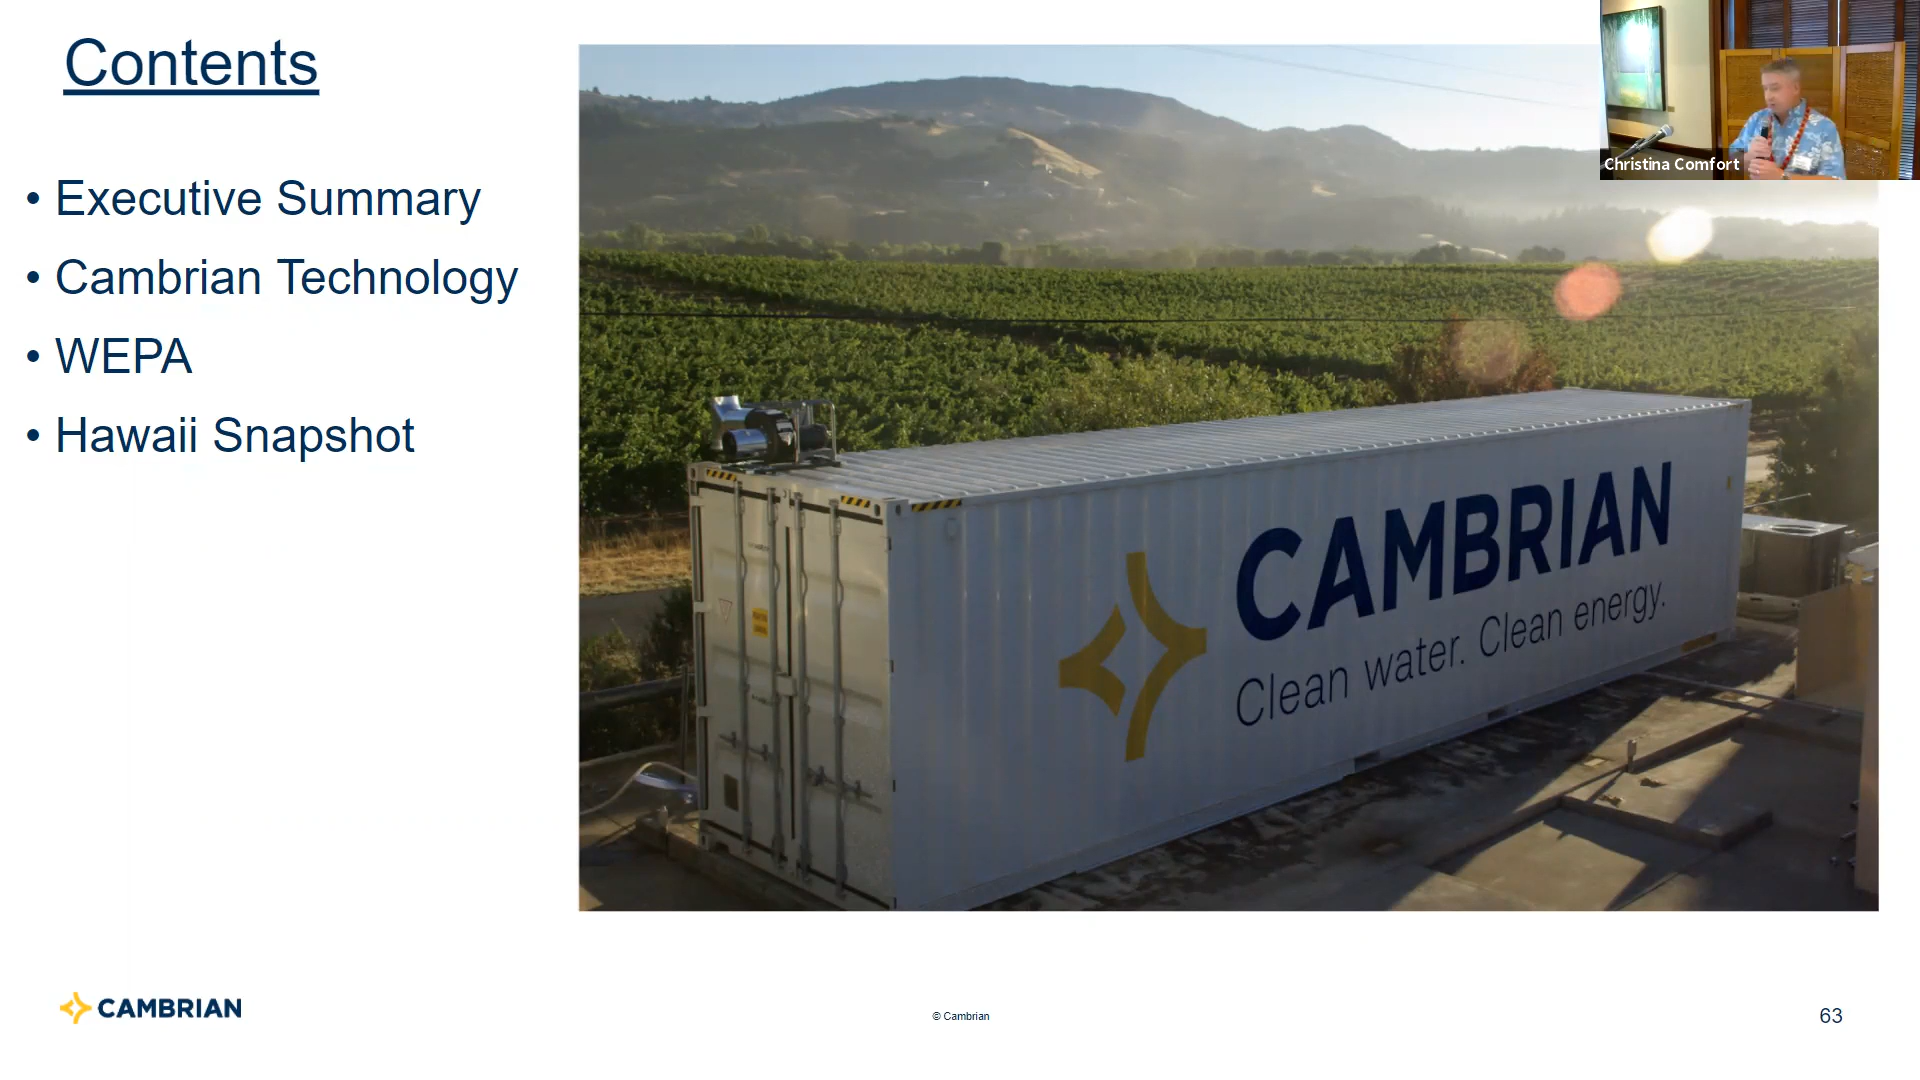 Contents
• Executive Summary
• Cambrian Technology
• WEPA
• Hawaii Snapshot
Christina Comfort
CAMBRIAN
Clean water. Clean energy.
CAMBRIAN
© Cambrian
63